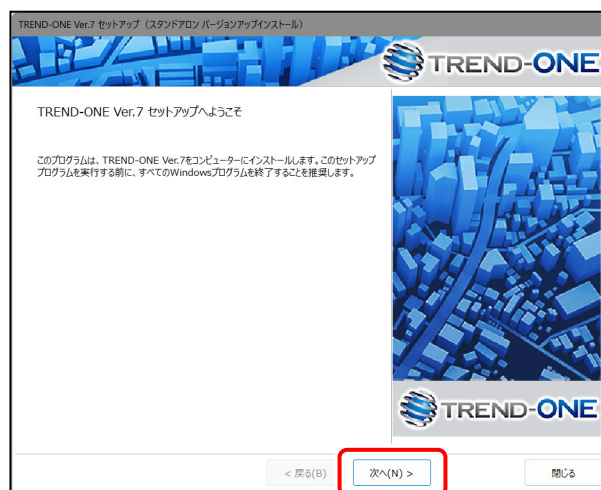 TREND-ONE Ver.7 セットアップ（スタンドアロン バージョンアップインストール）
TREND-ONE
TREND-ONE Ver.7 セットアップへようこそ
このプログラムは、TREND-ONE Ver.7をコンピューターにインストールします。このセットアップ
プログラムを実行する前に、すべてのWindowsプログラムを終了することを推奨します。
TREND-ONE
< 戻る(B)
次へ(N) >
閉じる